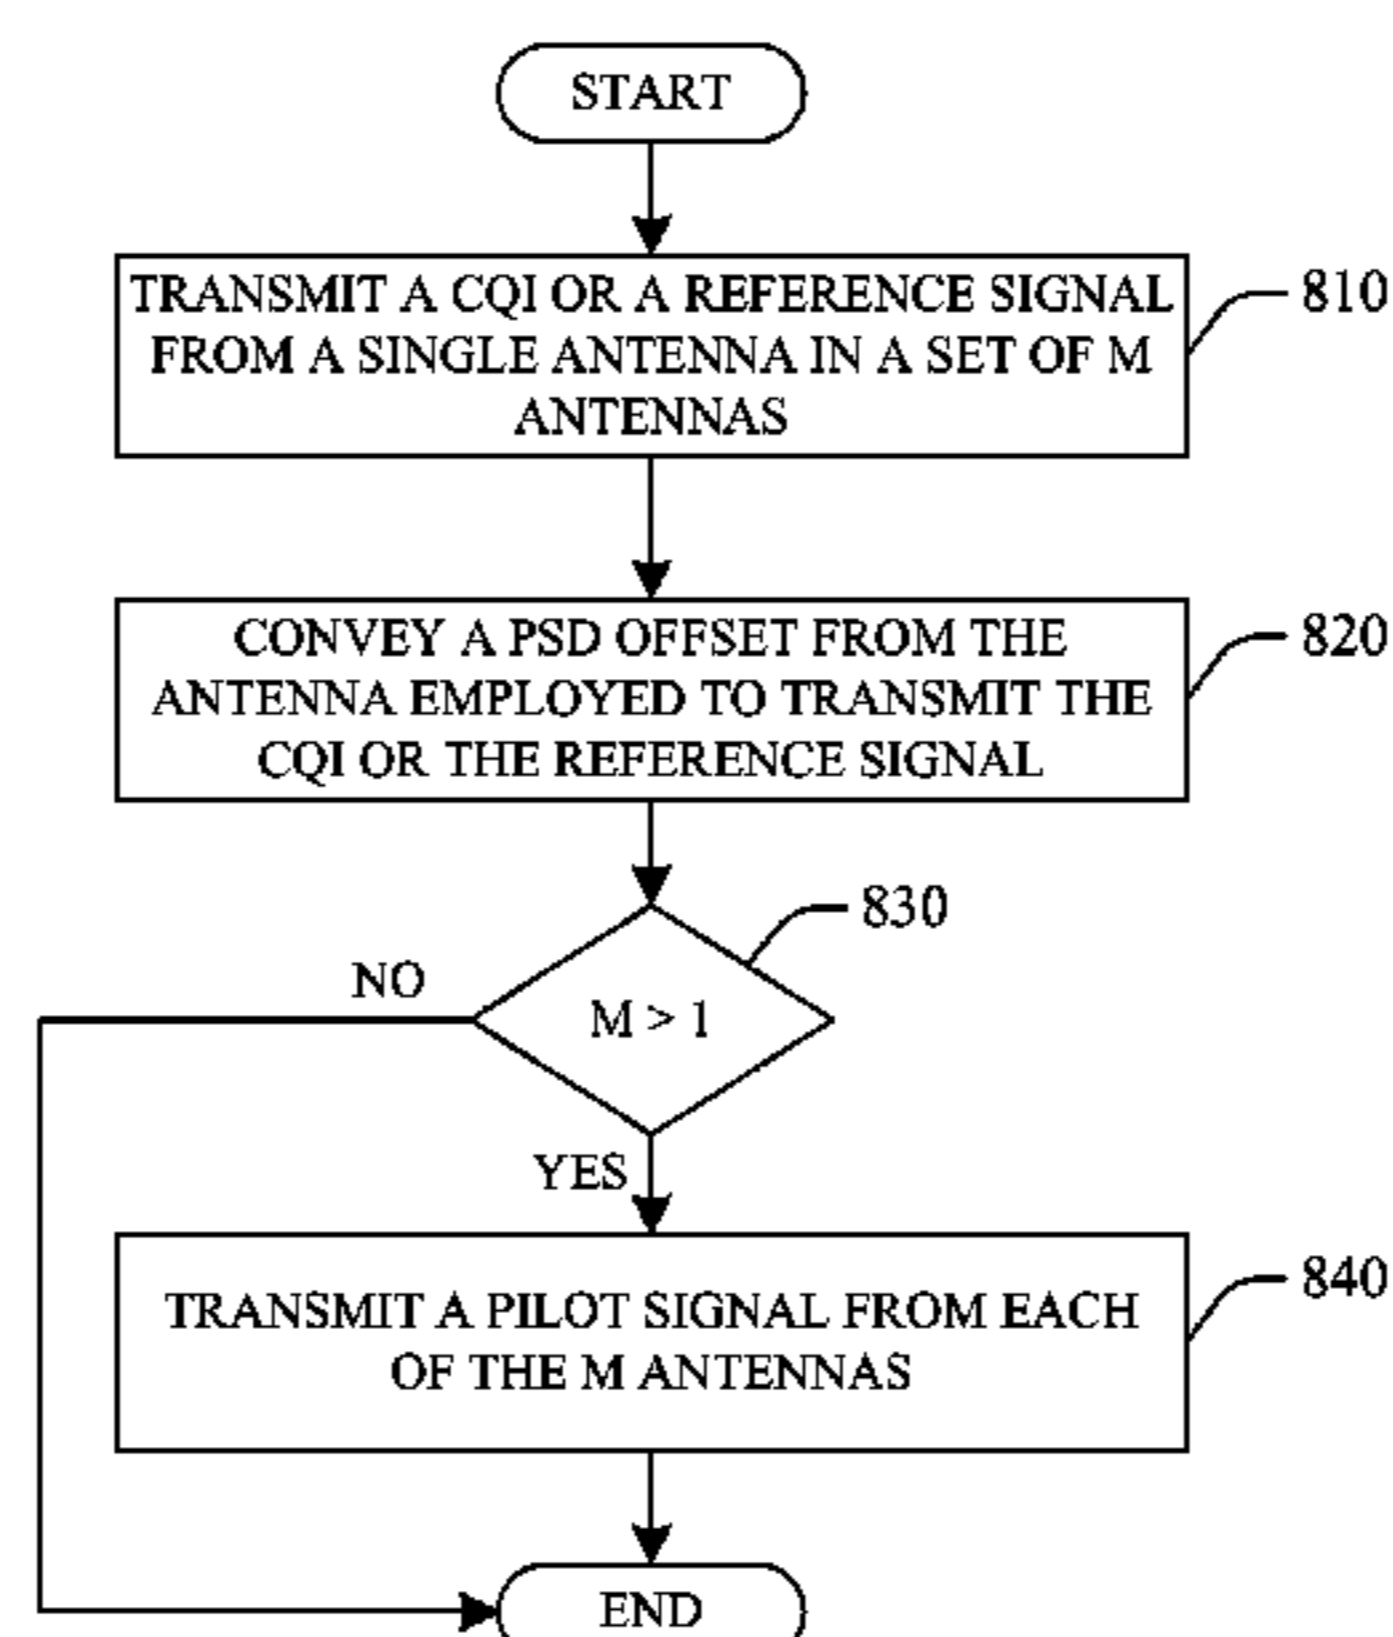 START
TRANSMIT A CQI OR A REFERENCE SIGNAL
FROM A SINGLE ANTENNA IN A SET OF M
ANTENNAS
810
CONVEY A PSD OFFSET FROM THE
ANTENNA EMPLOYED TO TRANSMIT THE
CQI OR THE REFERENCE SIGNAL
820
830
NO
M > 1
YES
TRANSMIT A PILOT SIGNAL FROM EACH
OF THE M ANTENNAS
840
END